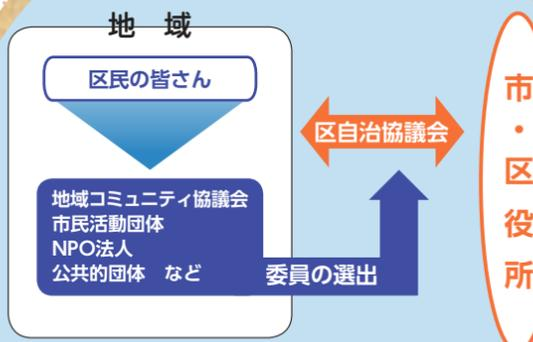 地 域
区民の皆さん
地域コミュニティ協議会
市民活動団体
NPO法人
公共的団体 など
委員の選出
区自治協議会
市・区役所